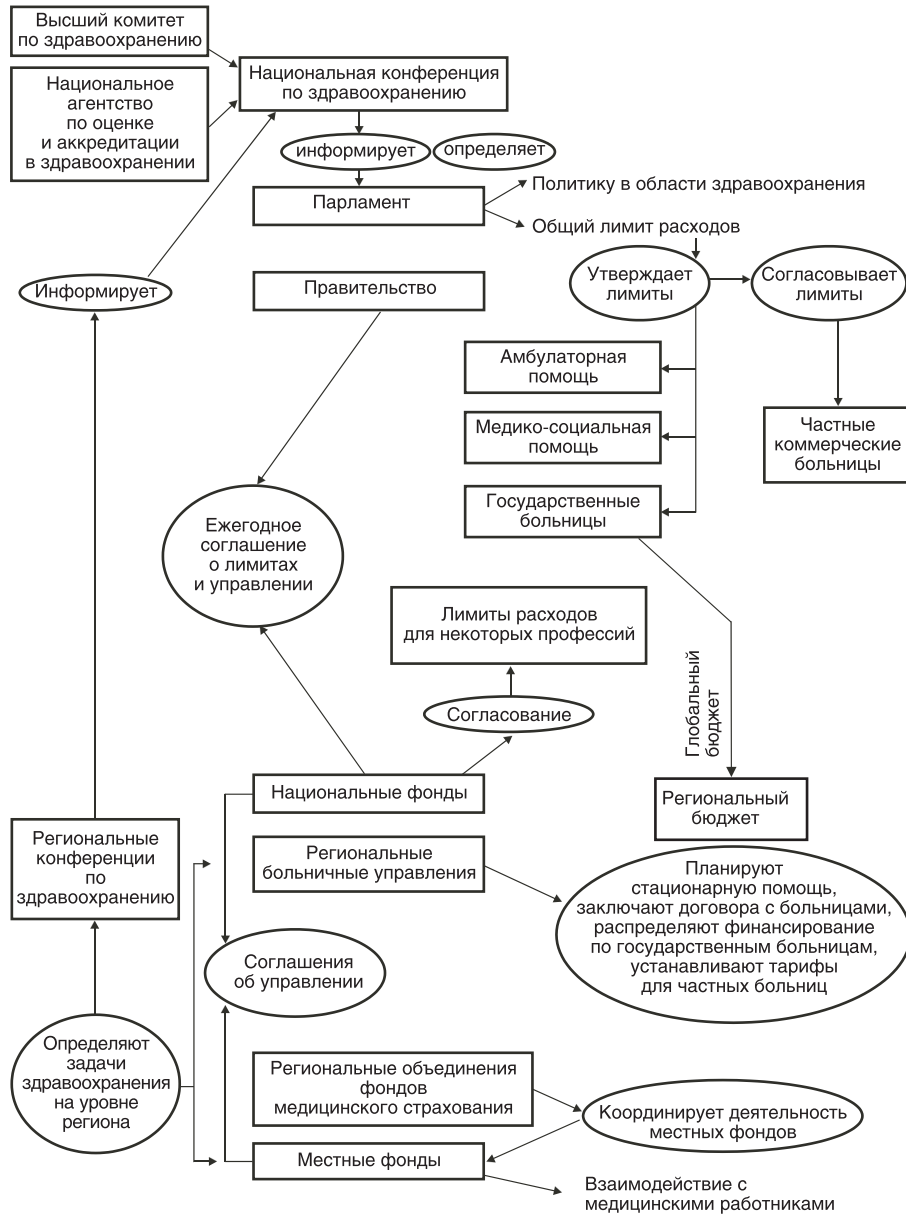 Высший комитет
по здравоохранению
Национальное
агентство
по оценке
и аккредитации
в здравоохранении
Национальная конференция
по здравоохранению
информирует
определяет
Парламент
Политику в области здравоохранения
Общий лимит расходов
Информирует
Правительство
Утверждает
лимиты
Согласовывает
лимиты
Амбулаторная
помощь
Медико-социальная
помощь
Частные
коммерческие
больницы
Государственные
больницы
Ежегодное
соглашение
о лимитах
и управлении
Лимиты расходов
для некоторых профессий
Согласование
Глобальный
бюджет
Национальные фонды
Региональный
бюджет
Региональные
конференции
по
здравоохранению
Региональные
больничные управления
Планируют
стационарную помощь,
заключают договора с больницами,
распределяют финансирование
по государственным больницам,
устанавливают тарифы
для частных больниц
Соглашения
об управлении
Определяют
задачи
здравоохранения
на уровне
региона
Региональные объединения
фондов
медицинского страхования
Координирует деятельность
местных фондов
Местные фонды
Взаимодействие с
медицинскими работниками